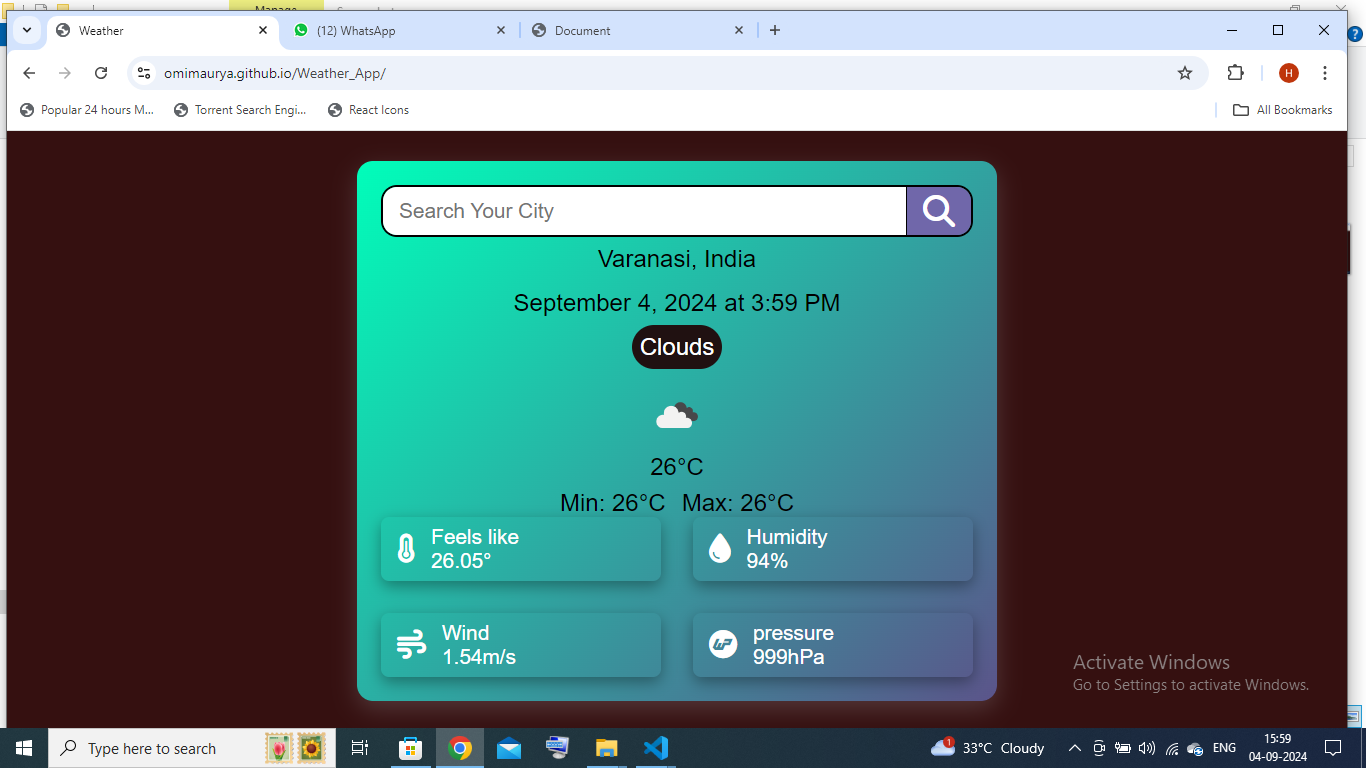 Weather
(12) WhatsApp
Document
omimaurya.github.io/Weather_App/
H
Popular 24 hours M...
Torrent Search Engi...
React Icons
All Bookmarks
Search Your City
Varanasi, India
September 4, 2024 at 3:59 PM
Clouds
26°C
Min: 26°C Max: 26°C
Feels like
26.05°
Humidity
94%
Wind
1.54m/s
pressure
999hPa
Activate Windows
Go to Settings to activate Windows.
Type here to search
1
33°C Cloudy
ENG
15:59
04-09-2024